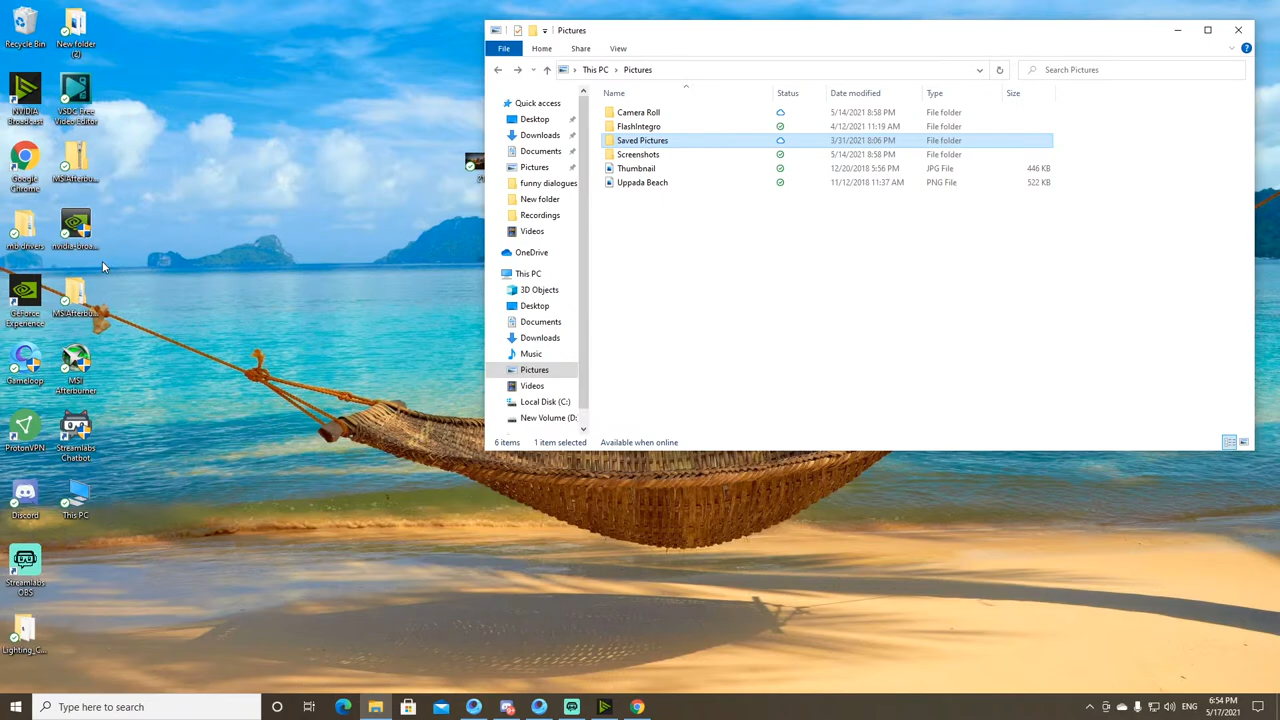 Recycle Bin
New folder
(2)
NVIDIA
Broadcast
VSDC Free
Video Editor
Google
Chrome
MSIAfterbu...
mb drivers
nvidia-broa...
GeForce
Experience
MSIAfterbu...
Gameloop
MSI
Afterburner
ProtonVPN
Streamlabs
Chatbot
Discord
This PC
Streamlabs
OBS
Lighting_C...
Pictures
File Home Share View
This PC Pictures
Search Pictures
Name Status Date modified Type Size
Camera Roll 5/14/2021 8:58 PM File folder
FlashIntegro 4/12/2021 11:19 AM File folder
Saved Pictures 3/31/2021 8:06 PM File folder
Screenshots 5/14/2021 8:58 PM File folder
Thumbnail 12/20/2018 5:56 PM JPG File 446 KB
Uppada Beach 11/12/2018 11:37 AM PNG File 522 KB
Quick access
Desktop
Downloads
Documents
Pictures
funny dialogues
New folder
Recordings
Videos
OneDrive
This PC
3D Objects
Desktop
Documents
Downloads
Music
Pictures
Videos
Local Disk (C:)
New Volume (D:
6 items 1 item selected Available when online
Type here to search
ENG
6:54 PM
5/17/2021